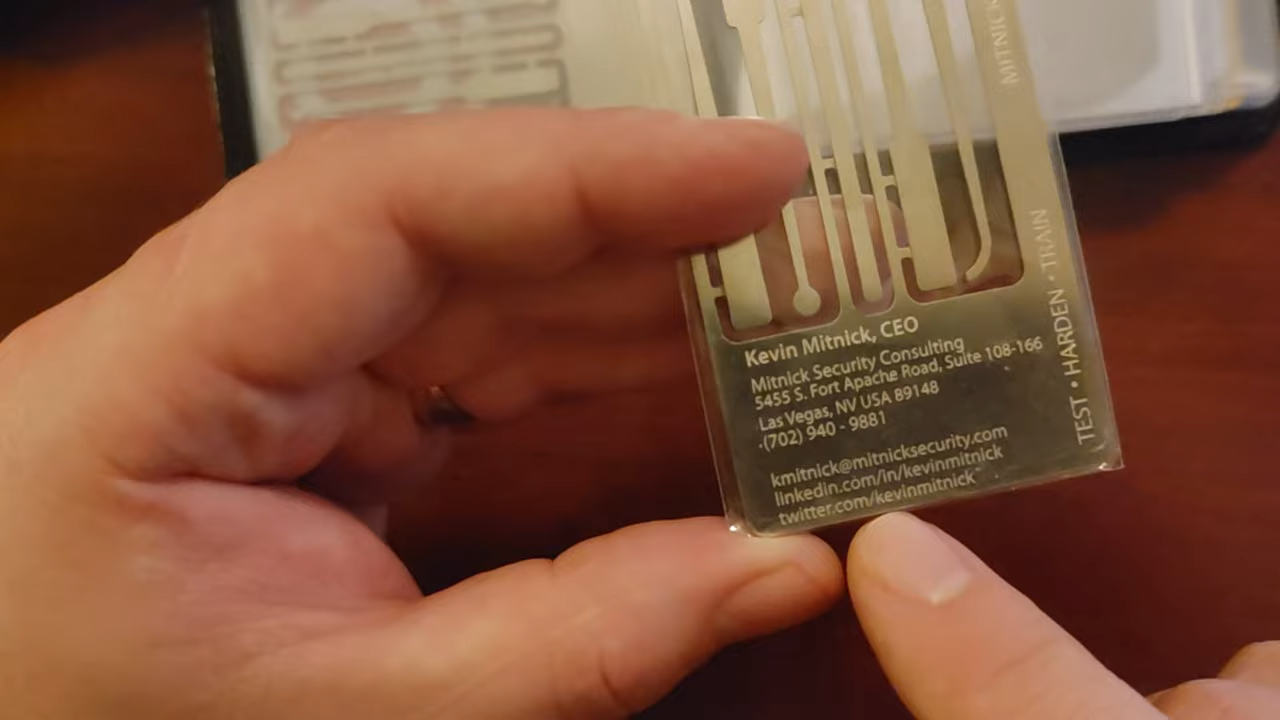 Kevin Mitnick, CEO
Mitnick Security Consulting
5455 S. Fort Apache Road, Suite 108-166
Las Vegas, NV USA 89148
(702) 940 - 9881
kmitnick@mitnicksecurity.com
linkedin.com/in/kevinmitnick
twitter.com/kevinmitnick
TEST • HARDEN • TRAIN
MITNICK